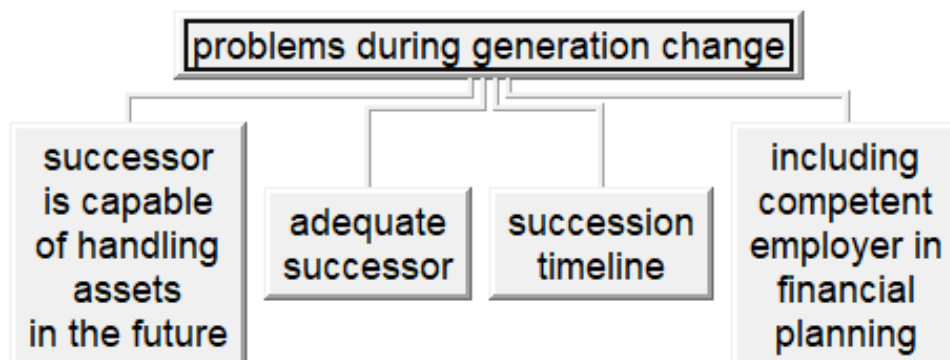 problems during generation change
successor
is capable
of handling
assets
in the future
adequate
successor
succession
timeline
including
competent
employer in
financial
planning